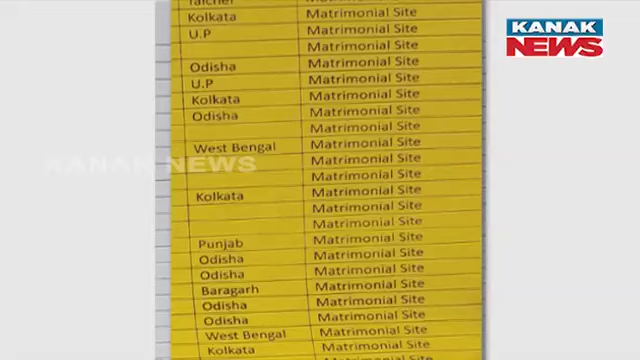 KANAK
NEWS
Talcher
Kolkata Matrimonial Site
U.P Matrimonial Site
Matrimonial Site
Odisha Matrimonial Site
U.P Matrimonial Site
Kolkata Matrimonial Site
Odisha Matrimonial Site
Matrimonial Site
West Bengal Matrimonial Site
Matrimonial Site
Matrimonial Site
Kolkata Matrimonial Site
Matrimonial Site
Matrimonial Site
Punjab Matrimonial Site
Odisha Matrimonial Site
Odisha Matrimonial Site
Baragarh Matrimonial Site
Odisha Matrimonial Site
Odisha Matrimonial Site
West Bengal Matrimonial Site
Kolkata Matrimonial Site
Matrimonial Site
KANAK NEWS